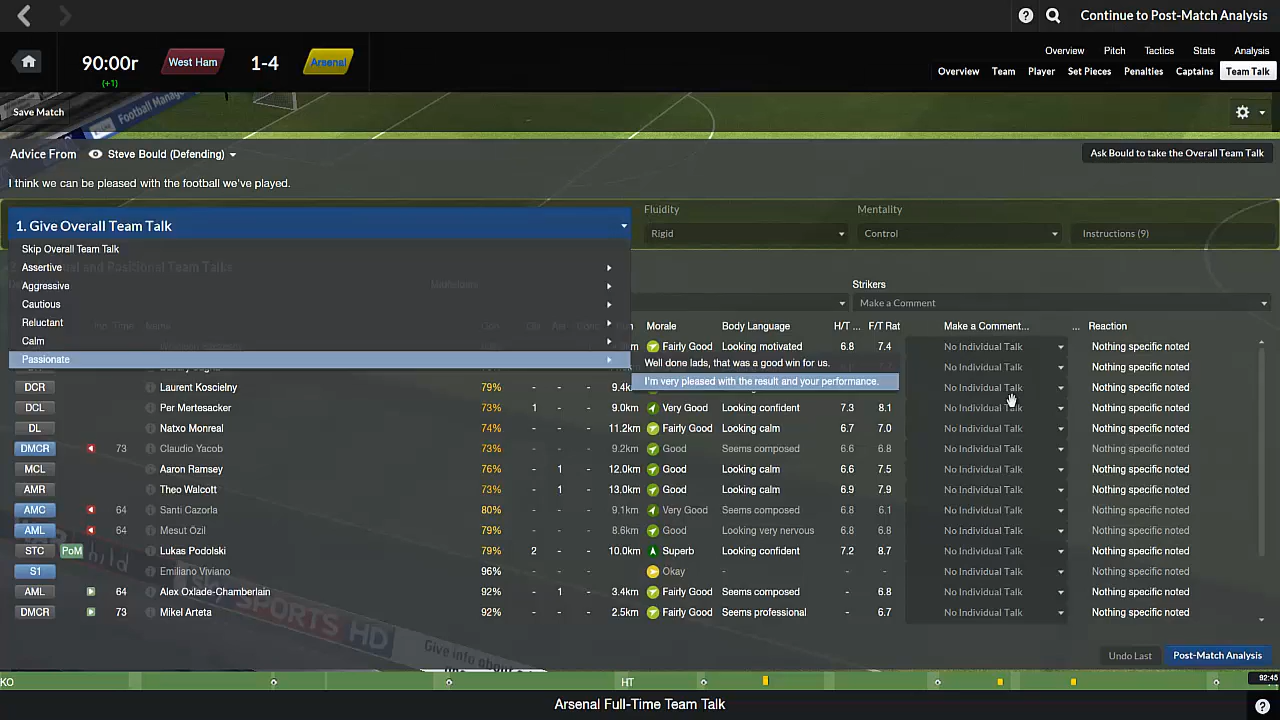 Continue to Post-Match Analysis
90:00r
(+1)
West Ham
1-4
Arsenal
Overview Pitch Tactics Stats Analysis
Overview Team Player Set Pieces Penalties Captains Team Talk
Save Match
Football Manage
Advice From Steve Bould (Defending)
Ask Bould to take the Overall Team Talk
I think we can be pleased with the football we've played.
1. Give Overall Team Talk
Fluidity Mentality
Rigid Control Instructions (9)
Skip Overall Team Talk
Assertive
Aggressive
Cautious
Reluctant
Calm
Passionate
Well done lads, that was a good win for us.
I'm very pleased with the result and your performance.
Strikers
Make a Comment
Morale Body Language H/T ... F/T Rat Make a Comment... ... Reaction
Fairly Good Looking motivated 6.8 7.4 No Individual Talk Nothing specific noted
No Individual Talk Nothing specific noted
DCR Laurent Koscielny 79% - - - 9.4k No Individual Talk Nothing specific noted
DCL Per Mertesacker 73% 1 - - 9.0km Very Good Looking confident 7.3 8.1 No Individual Talk Nothing specific noted
DL Natxo Monreal 74% - - - 11.2km Fairly Good Looking calm 6.7 7.0 No Individual Talk Nothing specific noted
DMCR 73 Claudio Yacob 73% - - - 9.2km Good Seems composed 6.6 6.8 No Individual Talk Nothing specific noted
MCL Aaron Ramsey 76% - 1 - 12.0km Good Looking calm 6.6 7.5 No Individual Talk Nothing specific noted
AMR Theo Walcott 73% - 1 - 13.0km Good Looking calm 6.9 7.9 No Individual Talk Nothing specific noted
AMC 64 Santi Cazorla 80% - - - 9.1km Very Good Seems composed 6.8 6.1 No Individual Talk Nothing specific noted
AML 64 Mesut Özil 79% - - - 8.6km Good Looking very nervous 6.8 6.8 No Individual Talk Nothing specific noted
STC PoM Lukas Podolski 79% 2 - - 10.0km Superb Looking confident 7.2 8.7 No Individual Talk Nothing specific noted
S1 Emiliano Viviano 96% Okay - - - No Individual Talk Nothing specific noted
AML 64 Alex Oxlade-Chamberlain 92% - 1 - 3.4km Fairly Good Seems composed - 6.8 No Individual Talk Nothing specific noted
DMCR 73 Mikel Arteta 92% - - - 2.5km Fairly Good Seems professional - 6.7 No Individual Talk Nothing specific noted
SPORTS HD
Give info about
Undo Last Post-Match Analysis
KO HT 92:45
Arsenal Full-Time Team Talk